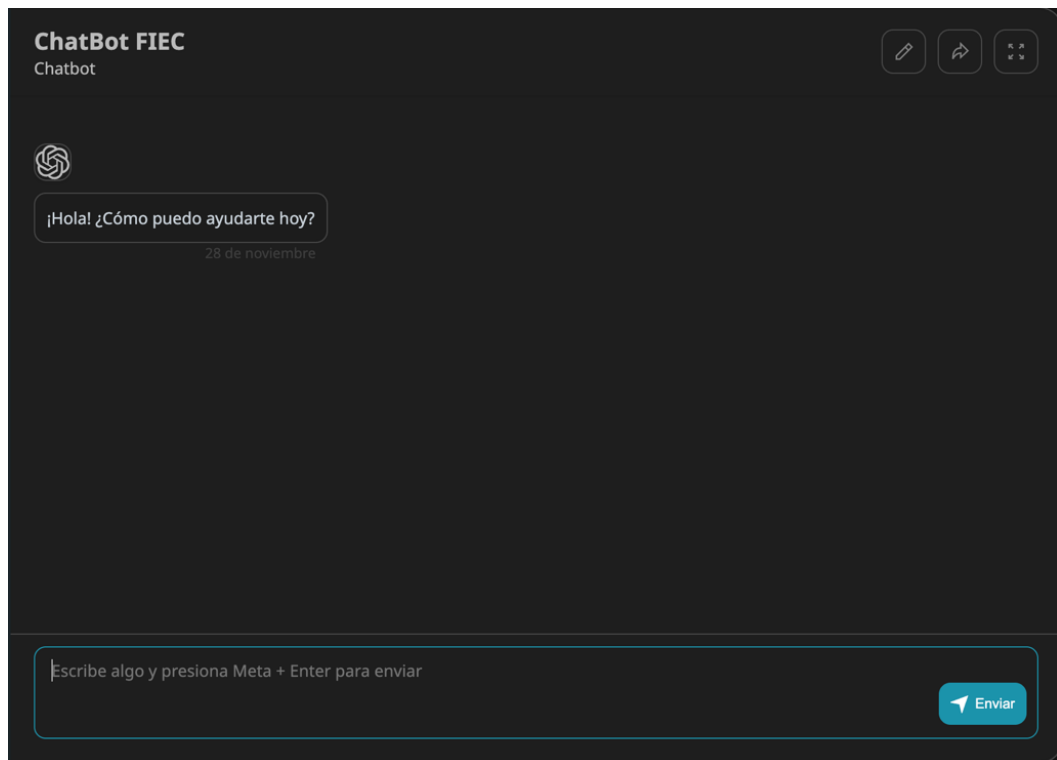 ChatBot FIEC
Chatbot
¡Hola! ¿Cómo puedo ayudarte hoy?
28 de noviembre
Escribe algo y presiona Meta + Enter para enviar
Enviar